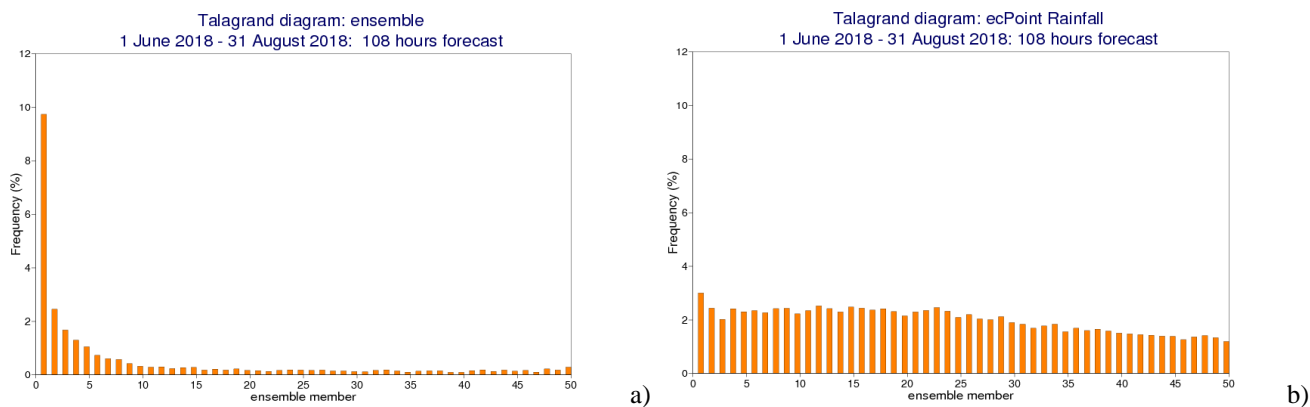 Talagrand diagram: ensemble
1 June 2018 - 31 August 2018: 108 hours forecast
12
10
8
6
4
2
0
Frequency (%)
0 5 10 15 20 25 30 35 40 45 50
ensemble member
a)
Talagrand diagram: ecPoint Rainfall
1 June 2018 - 31 August 2018: 108 hours forecast
12
10
8
6
4
2
0
Frequency (%)
0 5 10 15 20 25 30 35 40 45 50
ensemble member
b)